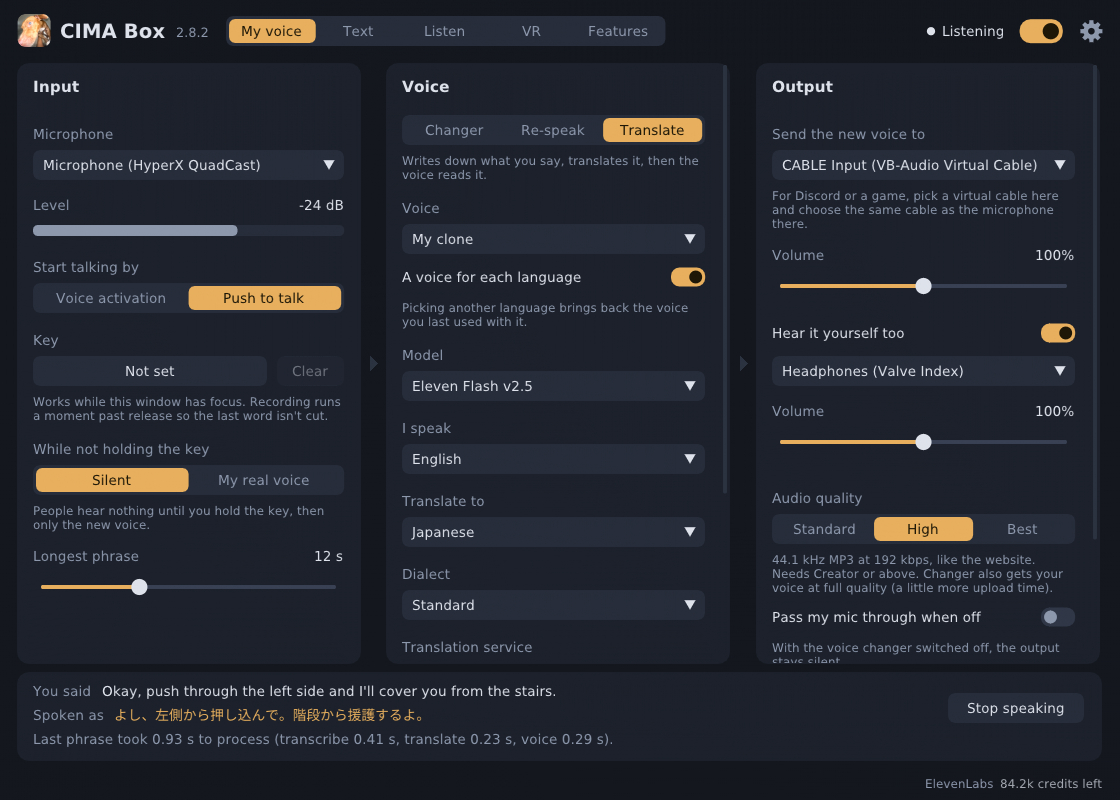 CIMA Box 2.8.2
My voice
Text
Listen
VR
Features
Listening
Input
Microphone
Microphone (HyperX QuadCast)
Level -24 dB
Start talking by
Voice activation
Push to talk
Key
Not set
Clear
Works while this window has focus. Recording runs
a moment past release so the last word isn't cut.
While not holding the key
Silent
My real voice
People hear nothing until you hold the key, then
only the new voice.
Longest phrase 12 s
Voice
Changer
Re-speak
Translate
Writes down what you say, translates it, then the
voice reads it.
Voice
My clone
A voice for each language
Picking another language brings back the voice
you last used with it.
Model
Eleven Flash v2.5
I speak
English
Translate to
Japanese
Dialect
Standard
Translation service
Output
Send the new voice to
CABLE Input (VB-Audio Virtual Cable)
For Discord or a game, pick a virtual cable here
and choose the same cable as the microphone
there.
Volume 100%
Hear it yourself too
Headphones (Valve Index)
Volume 100%
Audio quality
Standard
High
Best
44.1 kHz MP3 at 192 kbps, like the website.
Needs Creator or above. Changer also gets your
voice at full quality (a little more upload time).
Pass my mic through when off
With the voice changer switched off, the output
stays silent.
You said Okay, push through the left side and I'll cover you from the stairs.
Spoken as よし、左側から押し込んで。階段から援護するよ。
Last phrase took 0.93 s to process (transcribe 0.41 s, translate 0.23 s, voice 0.29 s).
Stop speaking
ElevenLabs 84.2k credits left